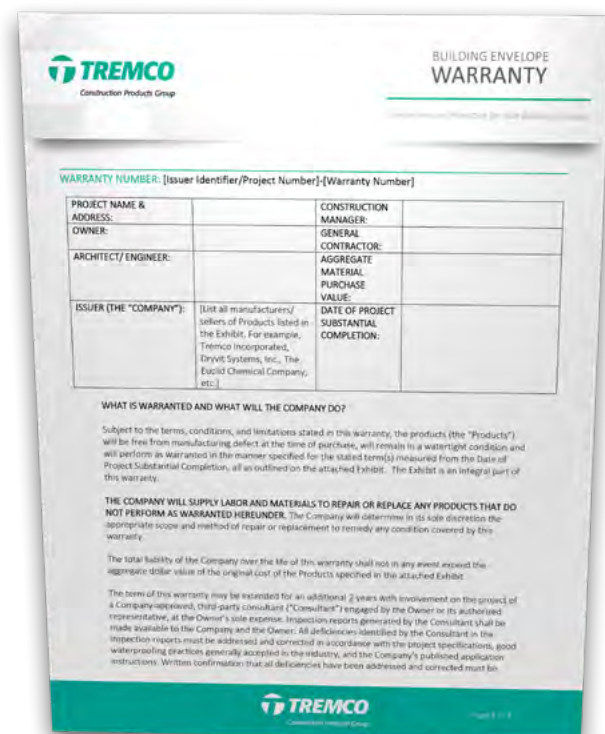 TREMCO
Construction Products Group
BUILDING ENVELOPE
WARRANTY
WARRANTY NUMBER: [Issuer Identifier/Project Number]-[Warranty Number]
PROJECT NAME &
ADDRESS:
CONSTRUCTION
MANAGER:
OWNER:
GENERAL
CONTRACTOR:
ARCHITECT/ ENGINEER:
AGGREGATE
MATERIAL
PURCHASE
VALUE:
ISSUER (THE "COMPANY"):
[List all manufacturers/
sellers of Products listed in
the Exhibit. For example,
Tremco Incorporated,
Dryvit Systems, Inc., The
Euclid Chemical Company,
etc.]
DATE OF PROJECT
SUBSTANTIAL
COMPLETION:
WHAT IS WARRANTED AND WHAT WILL THE COMPANY DO?
Subject to the terms, conditions, and limitations stated in this warranty, the products (the "Products")
will be free from manufacturing defect at the time of purchase, will remain in a watertight condition and
will perform as warranted in the manner specified for the stated term(s) measured from the Date of
Project Substantial Completion, all as outlined on the attached Exhibit. The Exhibit is an integral part of
this warranty.
THE COMPANY WILL SUPPLY LABOR AND MATERIALS TO REPAIR OR REPLACE ANY PRODUCTS THAT DO
NOT PERFORM AS WARRANTED HEREUNDER. The Company will determine in its sole discretion the
appropriate scope and method of repair or replacement to remedy any condition covered by this
warranty.
The total liability of the Company over the life of this warranty shall not in any event expend the
aggregate dollar value of the original cost of the Products specified in the attached Exhibit.
The term of this warranty may be extended for an additional 2 years with involvement on the project of
a Company-approved, third-party consultant ("Consultant") engaged by the Owner or its authorized
representative, at the Owner's sole expense. Inspection reports generated by the Consultant shall be
made available to the Company and the Owner. All deficiencies identified by the Consultant in the
inspection reports must be addressed and corrected in accordance with the project specifications, good
waterproofing practices generally accepted in the industry, and the Company's published application
instructions. Written confirmation that all deficiencies have been addressed and corrected must be
TREMCO
Construction Products Group